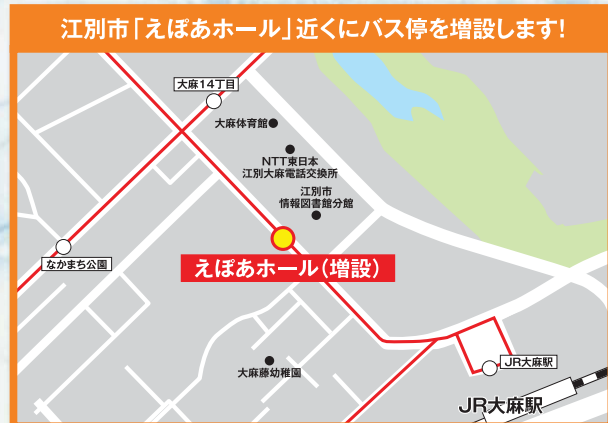 江別市「えぽあホール」近くにバス停を増設します!
大麻14丁目
大麻体育館
NTT東日本
江別大麻電話交換所
江別市
情報図書館分館
なかまち公園
えぽあホール(増設)
大麻藤幼稚園
JR大麻駅
JR大麻駅